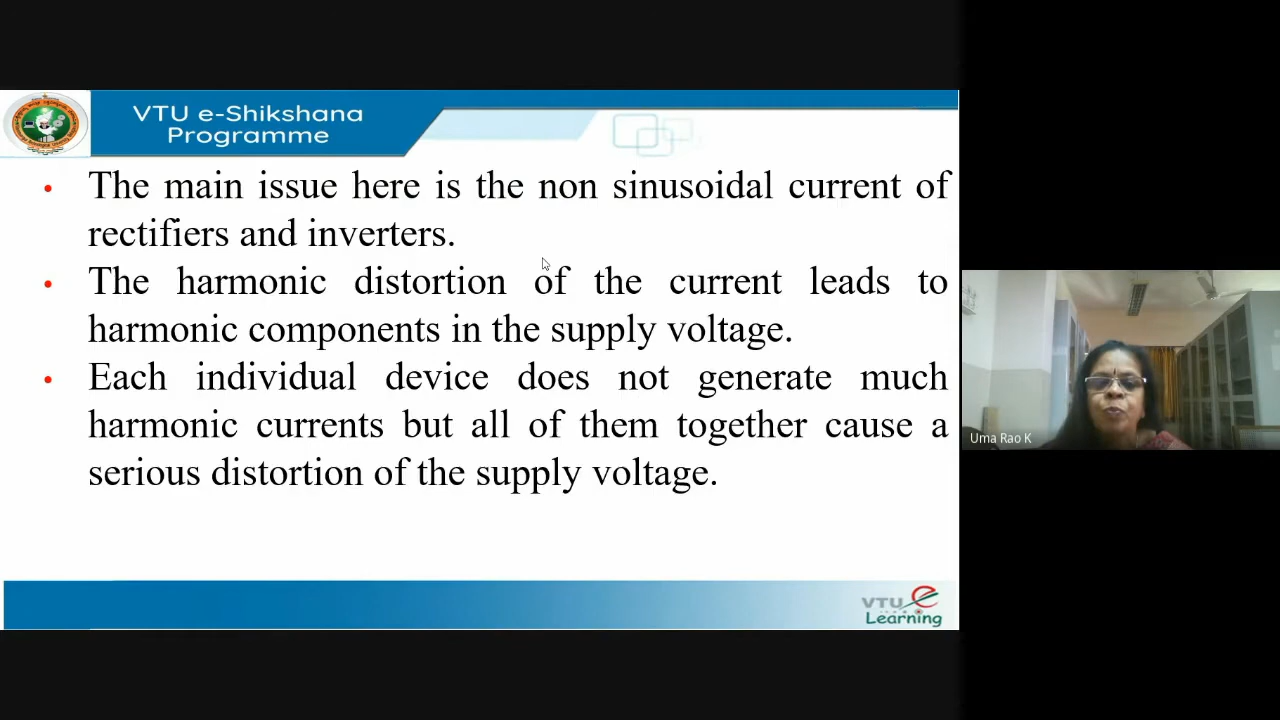 VTU e-Shikshana
Programme
• The main issue here is the non sinusoidal current of
rectifiers and inverters.
• The harmonic distortion of the current leads to
harmonic components in the supply voltage.
• Each individual device does not generate much
harmonic currents but all of them together cause a
serious distortion of the supply voltage.
Uma Rao K
VTU e
Learning